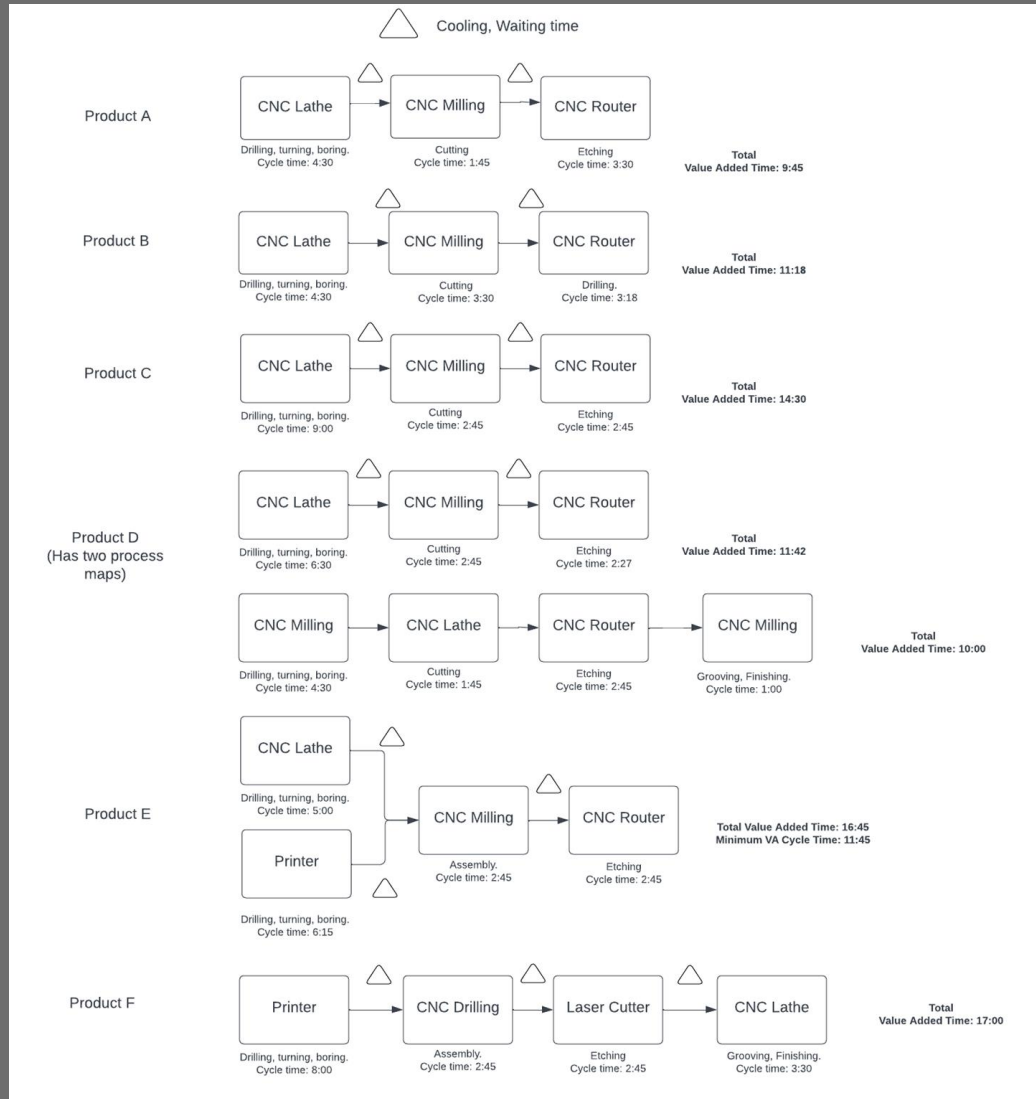 Cooling, Waiting time
Product A
CNC Lathe
CNC Milling
CNC Router
Drilling, turning, boring.
Cycle time: 4:30
Cutting
Cycle time: 1:45
Etching
Cycle time: 3:30
Total
Value Added Time: 9:45
Product B
CNC Lathe
CNC Milling
CNC Router
Drilling, turning, boring.
Cycle time: 4:30
Cutting
Cycle time: 3:30
Drilling.
Cycle time: 3:18
Total
Value Added Time: 11:18
Product C
CNC Lathe
CNC Milling
CNC Router
Drilling, turning, boring.
Cycle time: 9:00
Cutting
Cycle time: 2:45
Etching
Cycle time: 2:45
Total
Value Added Time: 14:30
Product D
(Has two process
maps)
CNC Lathe
CNC Milling
CNC Router
Drilling, turning, boring.
Cycle time: 6:30
Cutting
Cycle time: 2:45
Etching
Cycle time: 2:27
Total
Value Added Time: 11:42
CNC Milling
CNC Lathe
CNC Router
CNC Milling
Drilling, turning, boring.
Cycle time: 4:30
Cutting
Cycle time: 1:45
Etching
Cycle time: 2:45
Grooving, Finishing.
Cycle time: 1:00
Total
Value Added Time: 10:00
Product E
CNC Lathe
Drilling, turning, boring.
Cycle time: 5:00
Printer
Drilling, turning, boring.
Cycle time: 6:15
CNC Milling
Assembly.
Cycle time: 2:45
CNC Router
Etching
Cycle time: 2:45
Total Value Added Time: 16:45
Minimum VA Cycle Time: 11:45
Product F
Printer
CNC Drilling
Laser Cutter
CNC Lathe
Drilling, turning, boring.
Cycle time: 8:00
Assembly.
Cycle time: 2:45
Etching
Cycle time: 2:45
Grooving, Finishing.
Cycle time: 3:30
Total
Value Added Time: 17:00